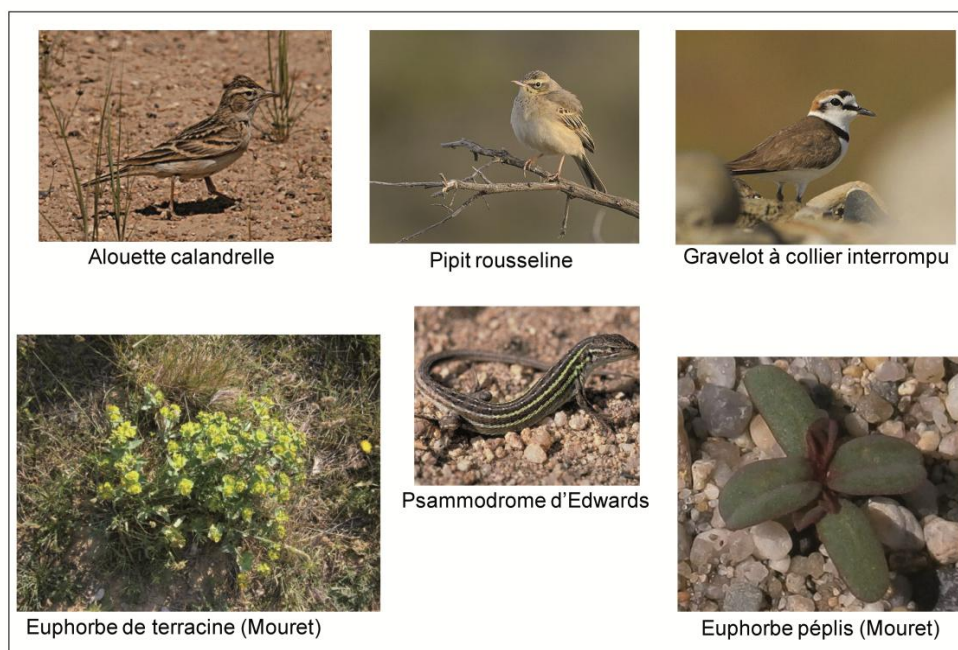 Alouette calandrelle
Pipit rousseline
Gravelot à collier interrompu
Psammodrome d'Edwards
Euphorbe de terracine (Mouret)
Euphorbe péplis (Mouret)